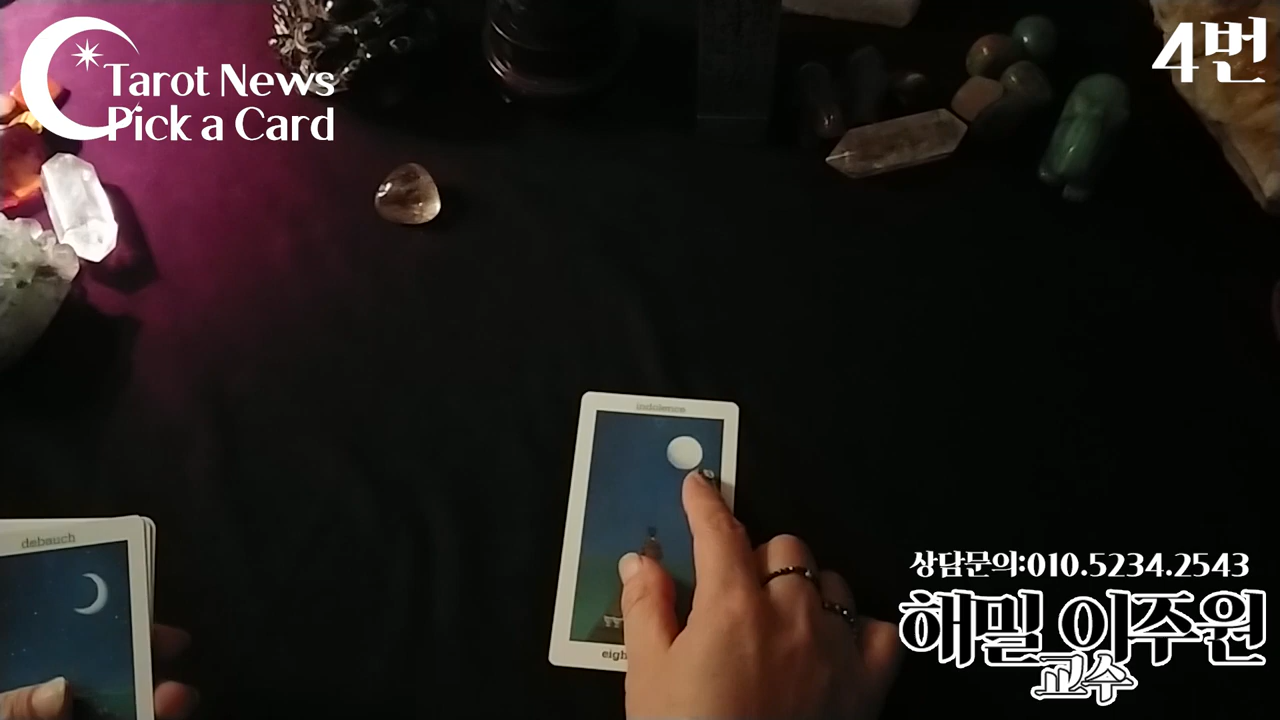 Tarot News
Pick a Card
4번
indolence
debauch
eigh
상담문의:010.5234.2543
해밀 이주원
교수